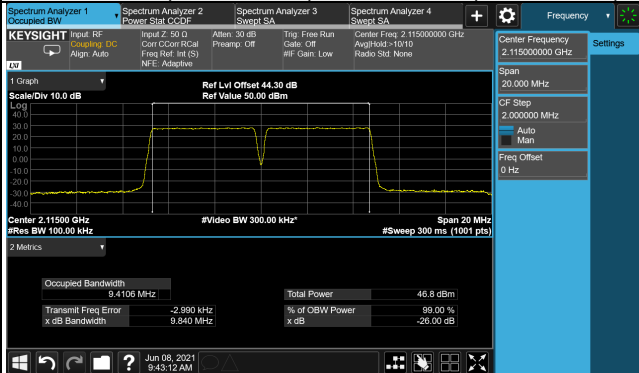 Spectrum Analyzer 1
Occupied BW
Spectrum Analyzer 2
Power Stat CCDF
Spectrum Analyzer 3
Swept SA
Spectrum Analyzer 4
Swept SA
Frequency
KEYSIGHT
Input: RF
Coupling: DC
Align: Auto
Input Z: 50 Ω
Corr CCorr RCal
Freq Ref: Int (S)
NFE: Adaptive
Atten: 30 dB
Preamp: Off
Trig: Free Run
Gate: Off
#IF Gain: Low
Center Freq: 2.115000000 GHz
Avg|Hold:>10/10
Radio Std: None
LXI
Center Frequency
2.115000000 GHz
Settings
Span
20.000 MHz
CF Step
2.000000 MHz
Auto
Man
Freq Offset
0 Hz
1 Graph
Scale/Div 10.0 dB
Ref Lvl Offset 44.30 dB
Ref Value 50.00 dBm
Log
40.0
30.0
20.0
10.0
0.00
-10.0
-20.0
-30.0
-40.0
Center 2.11500 GHz
#Res BW 100.00 kHz
#Video BW 300.00 kHz*
Span 20 MHz
#Sweep 300 ms (1001 pts)
2 Metrics
Occupied Bandwidth
9.4106 MHz
Total Power 46.8 dBm
Transmit Freq Error -2.990 kHz
% of OBW Power 99.00 %
x dB Bandwidth 9.840 MHz
x dB -26.00 dB
?
Jun 08, 2021
9:43:12 AM